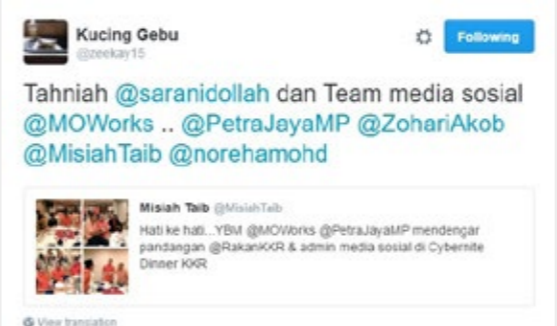 Kucing Gebu
@zeekay15
Following
Tahniah @saranidollah dan Team media sosial
@MOWorks .. @PetraJayaMP @ZohariAkob
@MisiahTaib @norehamohd
Misiah Taib @MisiahTaib
Hati ke hati...YBM @MOWorks @PetraJayaMP mendengar
pandangan @RakanKKR & admin media sosial di Cybernite
Dinner KKR
View translation